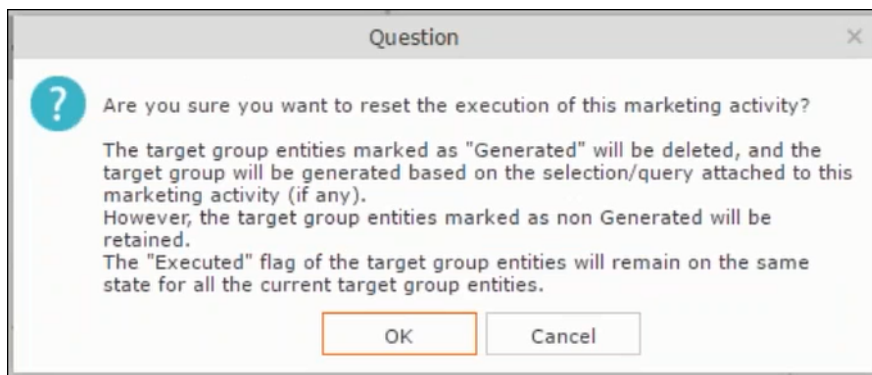 Question
Are you sure you want to reset the execution of this marketing activity?
The target group entities marked as "Generated" will be deleted, and the
target group will be generated based on the selection/query attached to this
marketing activity (if any).
However, the target group entities marked as non Generated will be
retained.
The "Executed" flag of the target group entities will remain on the same
state for all the current target group entities.
OK Cancel